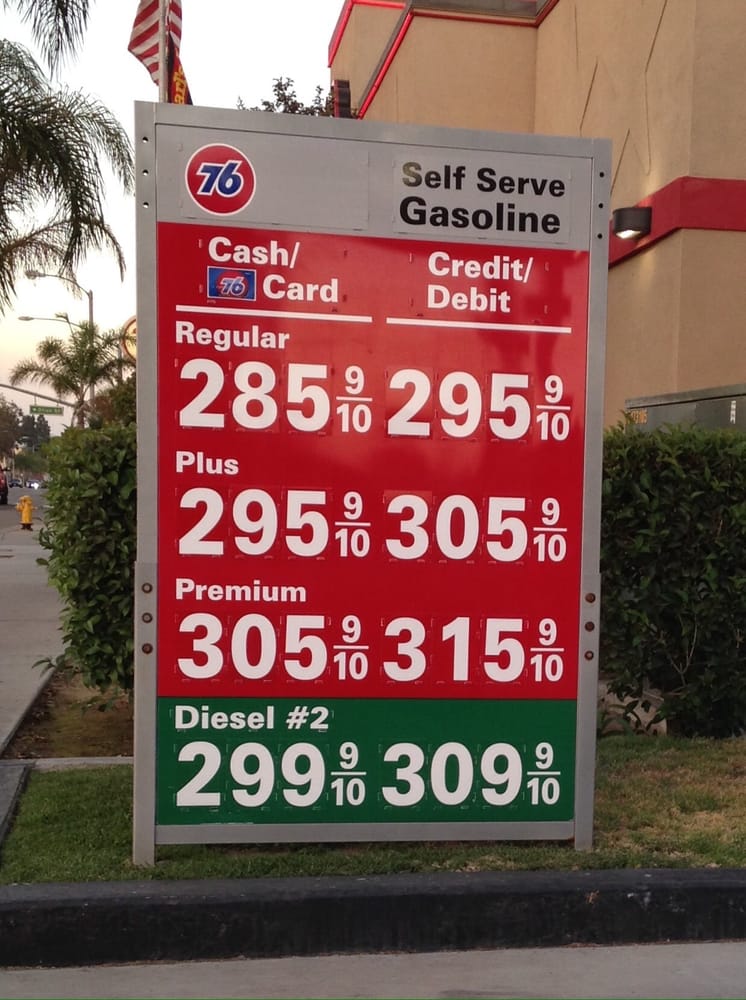 76
Self Serve
Gasoline
Cash/
76 Card
Credit/
Debit
Regular
285 9/10 295 9/10
Plus
295 9/10 305 9/10
Premium
305 9/10 315 9/10
Diesel #2
299 9/10 309 9/10